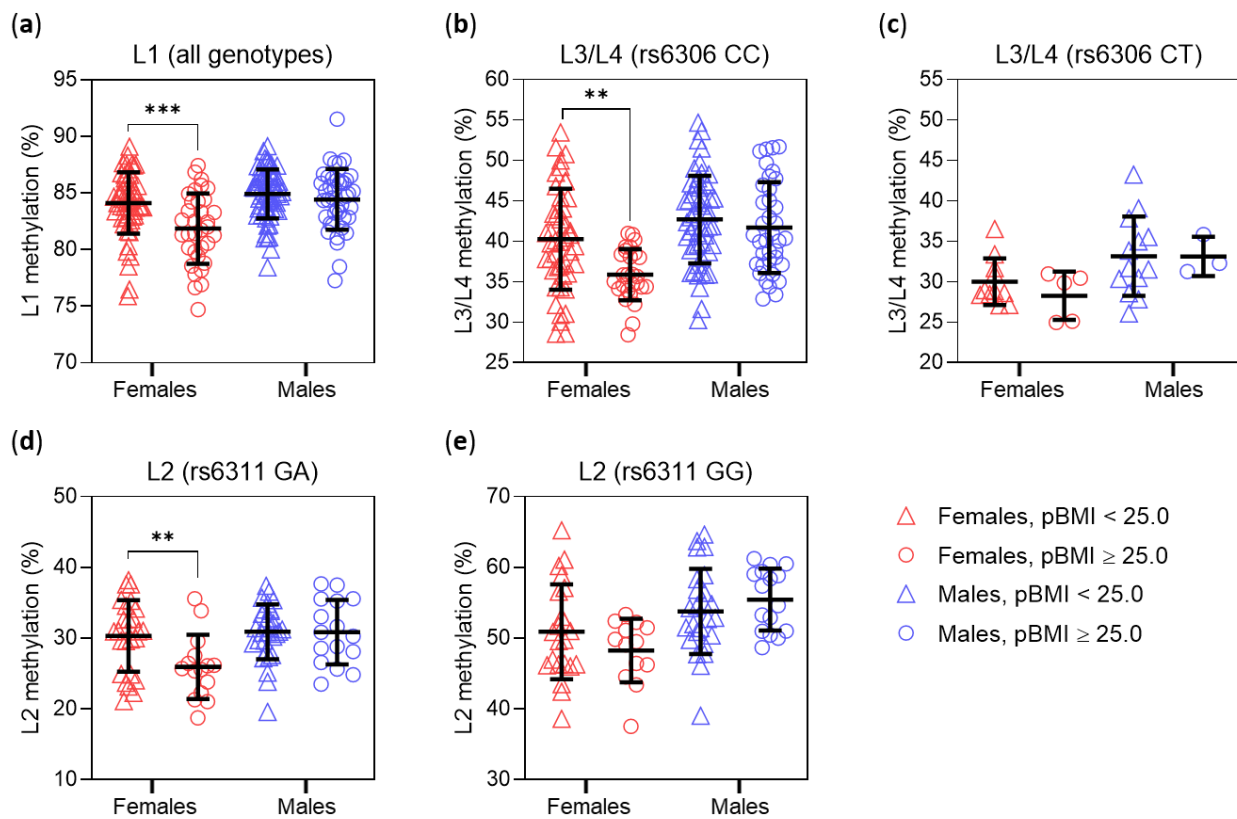 (a)
L1 (all genotypes)
95
90
85
80
75
70
L1 methylation (%)
***
Females
Males
(b)
L3/L4 (rs6306 CC)
60
55
50
45
40
35
30
25
L3/L4 methylation (%)
**
Females
Males
(c)
L3/L4 (rs6306 CT)
55
50
45
40
35
30
25
20
L3/L4 methylation (%)
Females
Males
(d)
L2 (rs6311 GA)
50
40
30
20
10
L2 methylation (%)
**
Females
Males
(e)
L2 (rs6311 GG)
70
60
50
40
30
L2 methylation (%)
Females
Males
Females, pBMI < 25.0
Females, pBMI ≥ 25.0
Males, pBMI < 25.0
Males, pBMI ≥ 25.0